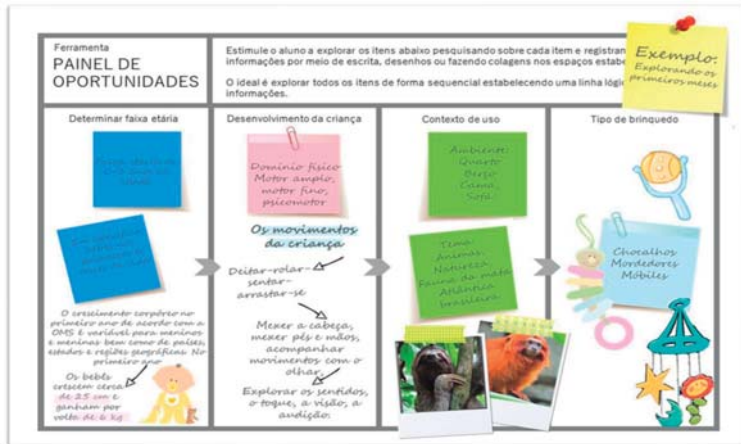 Ferramenta
PAINEL DE
OPORTUNIDADES
Estimule o aluno a explorar os itens abaixo pesquisando sobre cada item e registran
informações por meio de escrita, desenhos ou fazendo colagens nos espaços estabe
O ideal é explorar todos os itens de forma sequencial estabelecendo uma linha lógi
informações.
Exemplo:
Explorando os
primeiros meses
Determinar faixa etária
O crescimento corpóreo no
primeiro ano de acordo com a
OMS é variável para meninos
e meninas bem como de países,
estados e regiões geográficas. No
primeiro ano
Os bebês
crescem cerca
de 25 cm e
ganham por
volta de 6 kg
Desenvolvimento da criança
Domínio físico
Motor amplo,
motor fino,
psicomotor
Os movimentos
da criança
Deitar-rolar-
sentar-
arrastar-se
Mexer a cabeça,
mexer pés e mãos,
acompanhar
movimentos com o
olhar.
Explorar os sentidos,
o toque, a visão, a
audição.
Contexto de uso
Ambiente:
Quarto
Berço
Cama,
Sofá
Tema:
Animas,
Natureza,
Fauna da mata
Atlântica
brasileira
Tipo de brinquedo
Chocalhos
Mordedores
Móbiles